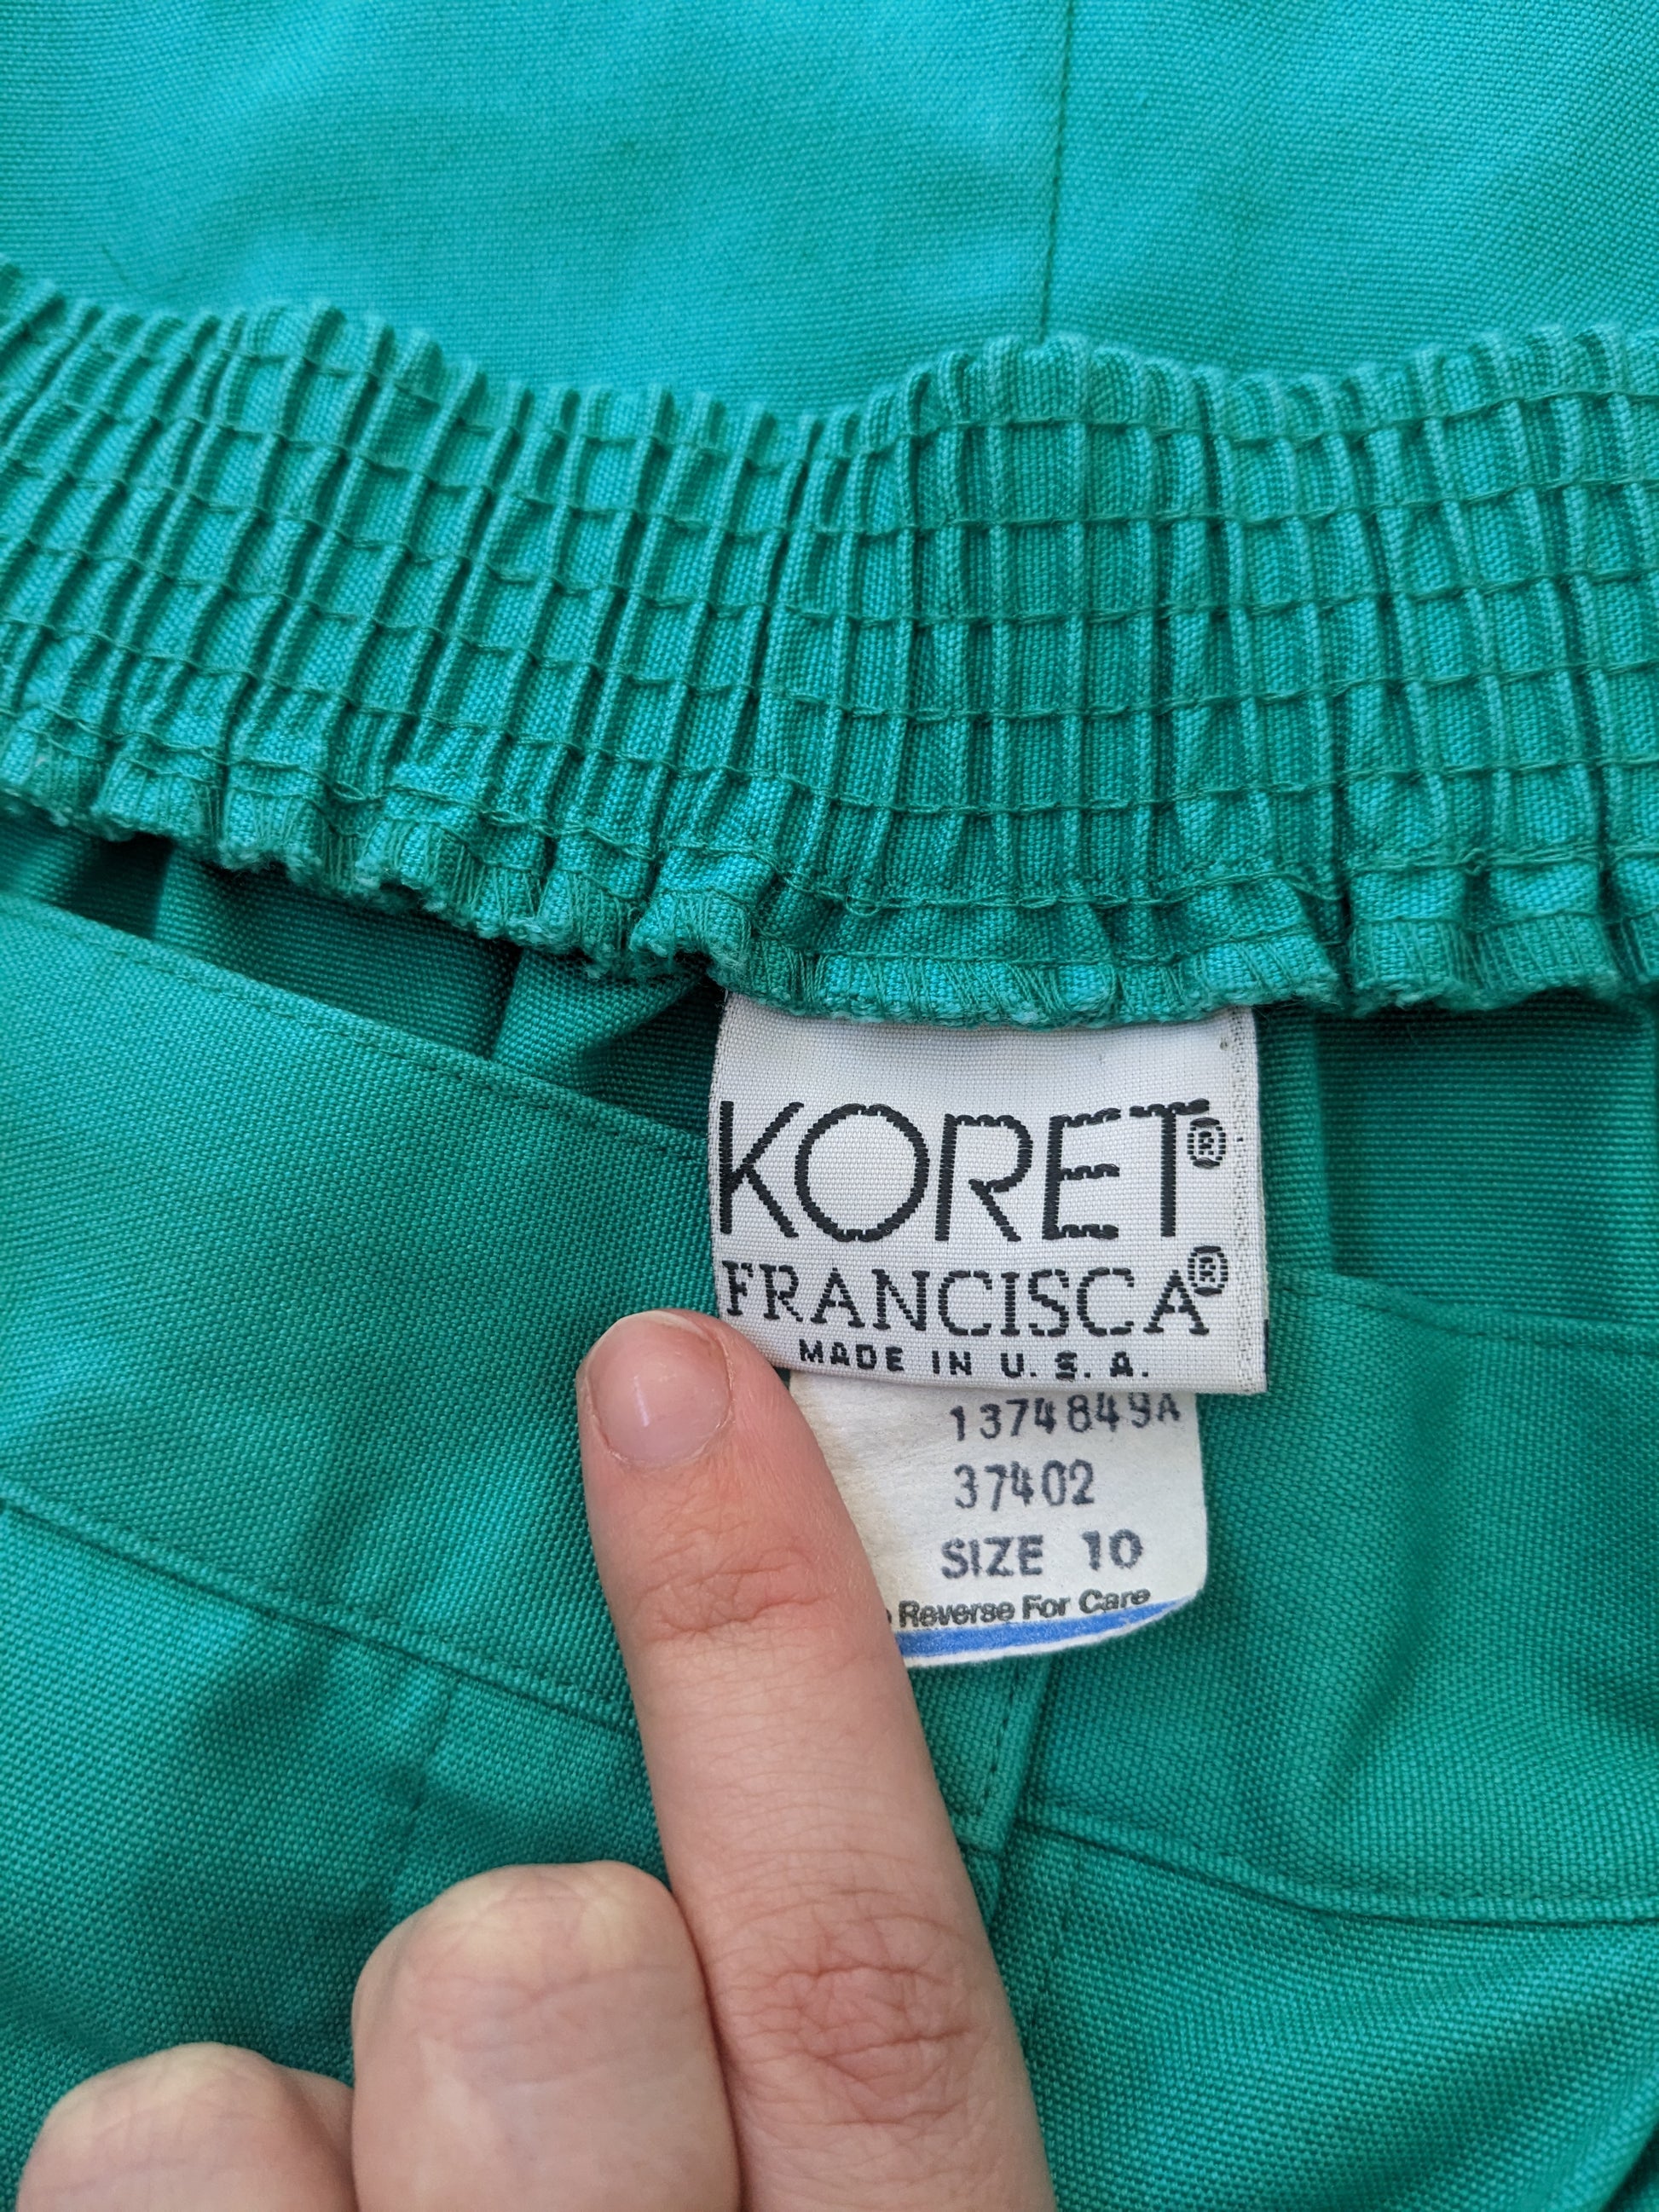 KORET®
FRANCISCA®
MADE IN U.S.A.
1374849A
37402
SIZE 10
Reverse For Care